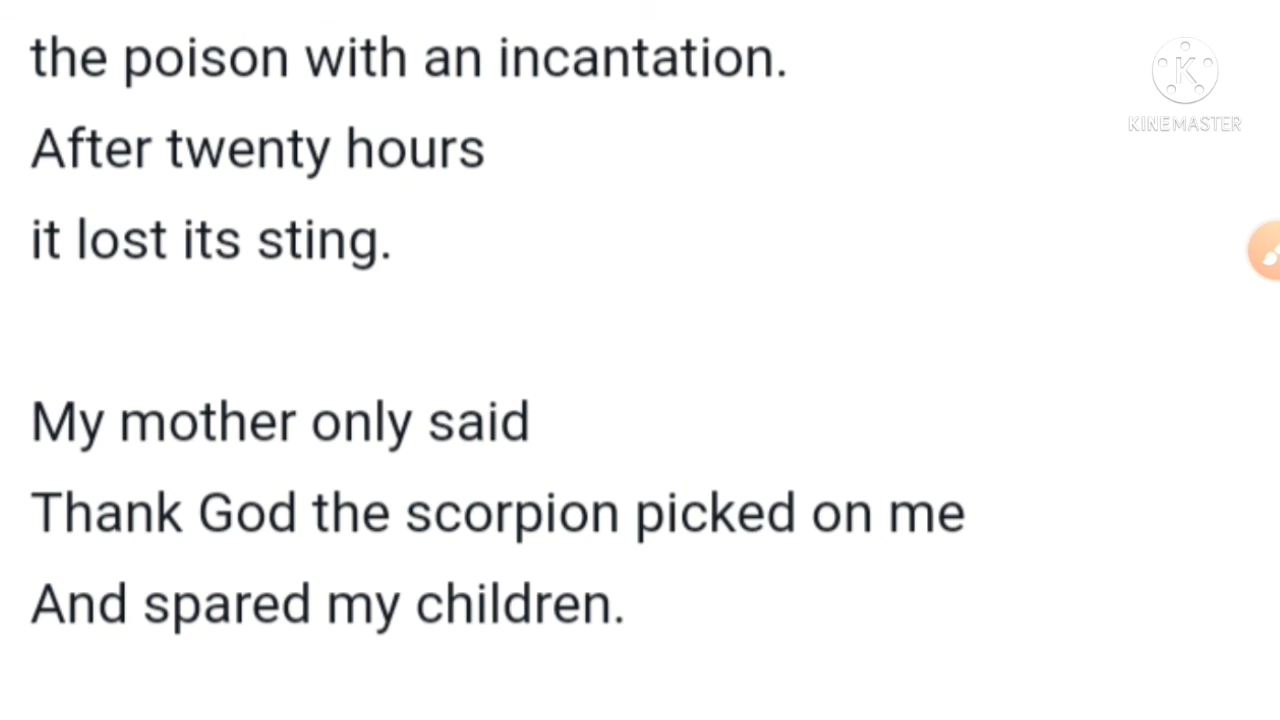 the poison with an incantation.
KINEMASTER
After twenty hours
it lost its sting.
My mother only said
Thank God the scorpion picked on me
And spared my children.